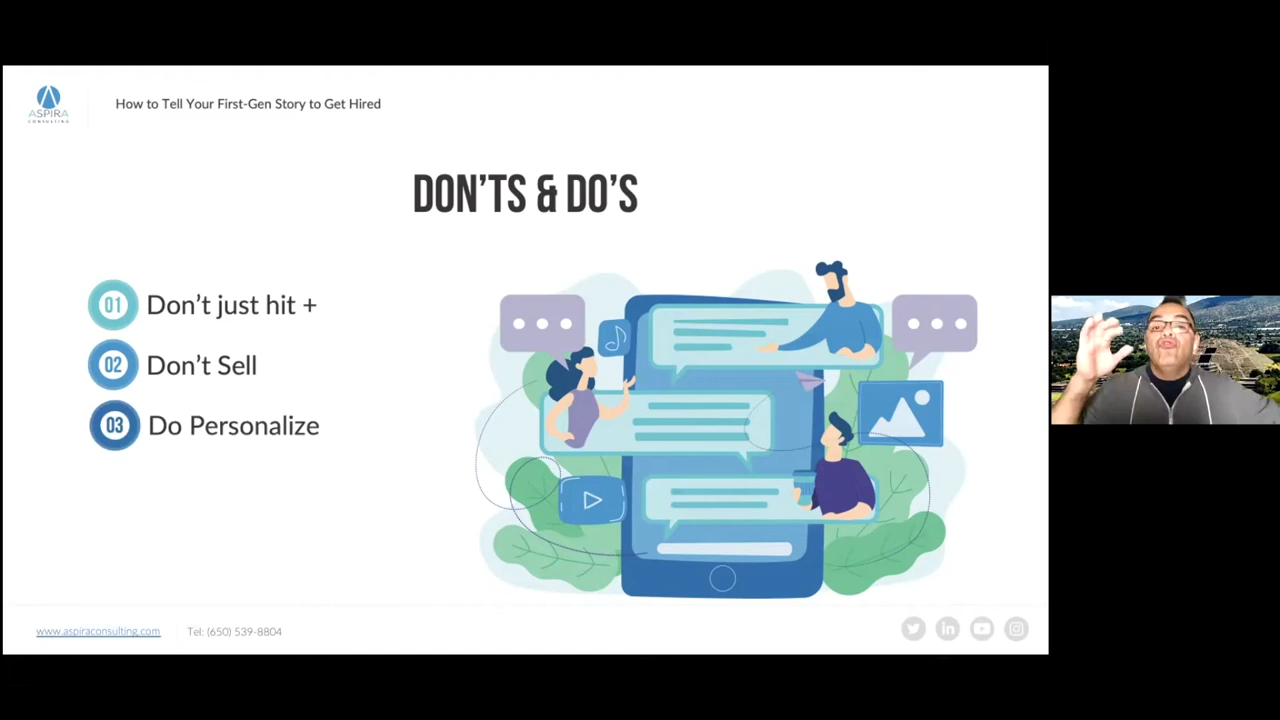 ASPIRA
CONSULTING
How to Tell Your First-Gen Story to Get Hired
DON'TS & DO'S
01 Don't just hit +
02 Don't Sell
03 Do Personalize
www.aspiraconsulting.com
Tel: (650) 539-8804